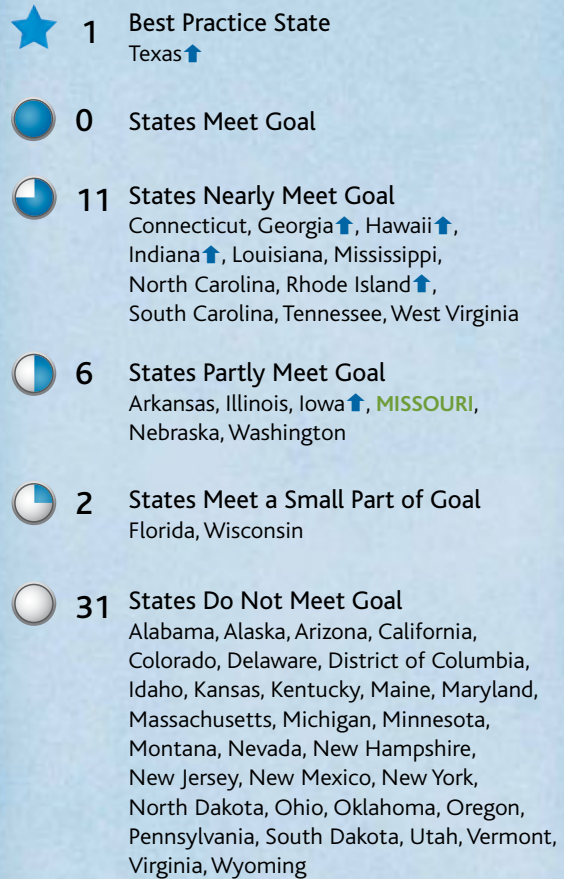 1 Best Practice State
Texas⬆
0 States Meet Goal
11 States Nearly Meet Goal
Connecticut, Georgia⬆, Hawaii⬆,
Indiana⬆, Louisiana, Mississippi,
North Carolina, Rhode Island⬆,
South Carolina, Tennessee, West Virginia
6 States Partly Meet Goal
Arkansas, Illinois, Iowa⬆, MISSOURI,
Nebraska, Washington
2 States Meet a Small Part of Goal
Florida, Wisconsin
31 States Do Not Meet Goal
Alabama, Alaska, Arizona, California,
Colorado, Delaware, District of Columbia,
Idaho, Kansas, Kentucky, Maine, Maryland,
Massachusetts, Michigan, Minnesota,
Montana, Nevada, New Hampshire,
New Jersey, New Mexico, New York,
North Dakota, Ohio, Oklahoma, Oregon,
Pennsylvania, South Dakota, Utah, Vermont,
Virginia, Wyoming